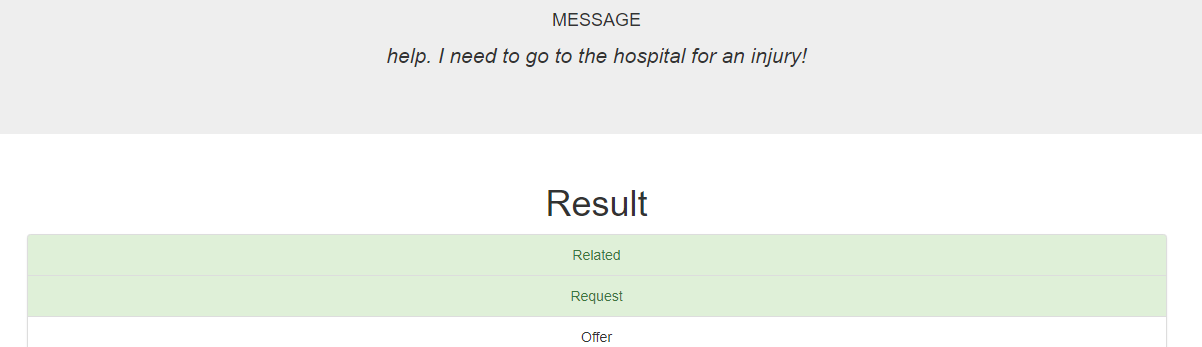 MESSAGE
help. I need to go to the hospital for an injury!
Result
Related
Request
Offer